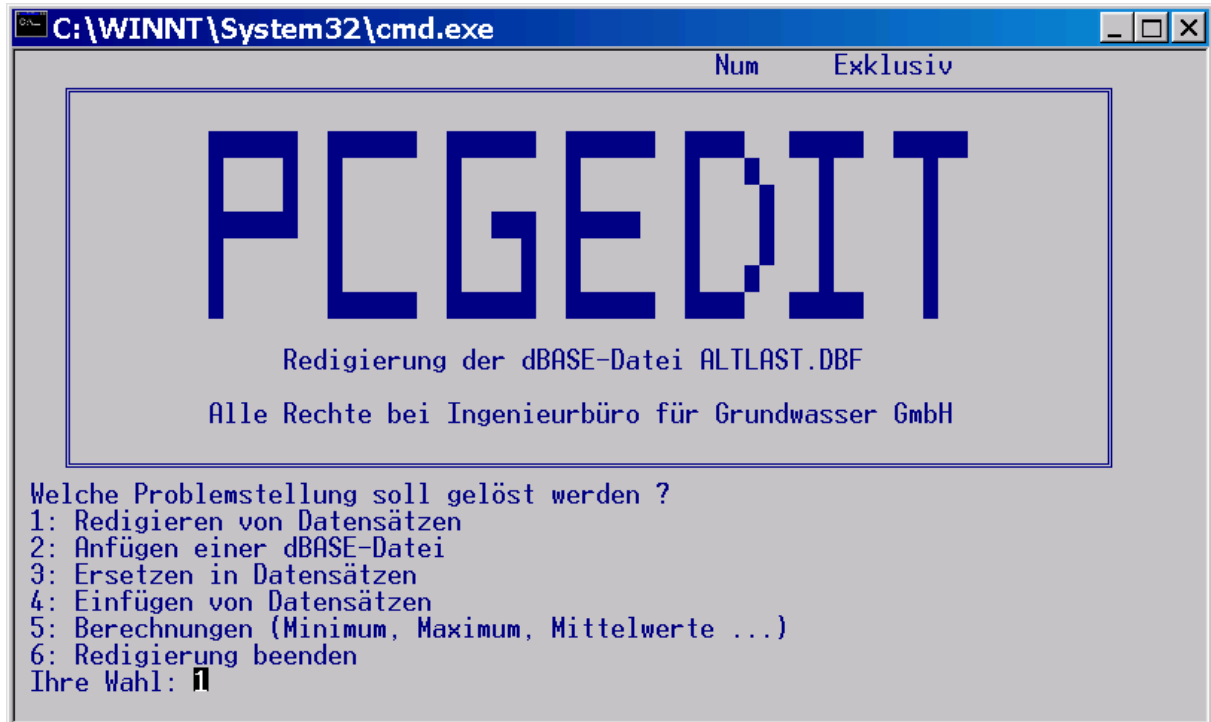 C:\WINNT\System32\cmd.exe
Num Exklusiv
PCGEDIT
Redigierung der dBASE-Datei ALTLAST.DBF
Alle Rechte bei Ingenieurbüro für Grundwasser GmbH
Welche Problemstellung soll gelöst werden ?
1: Redigieren von Datensätzen
2: Anfügen einer dBASE-Datei
3: Ersetzen in Datensätzen
4: Einfügen von Datensätzen
5: Berechnungen (Minimum, Maximum, Mittelwerte ...)
6: Redigierung beenden
Ihre Wahl: 1